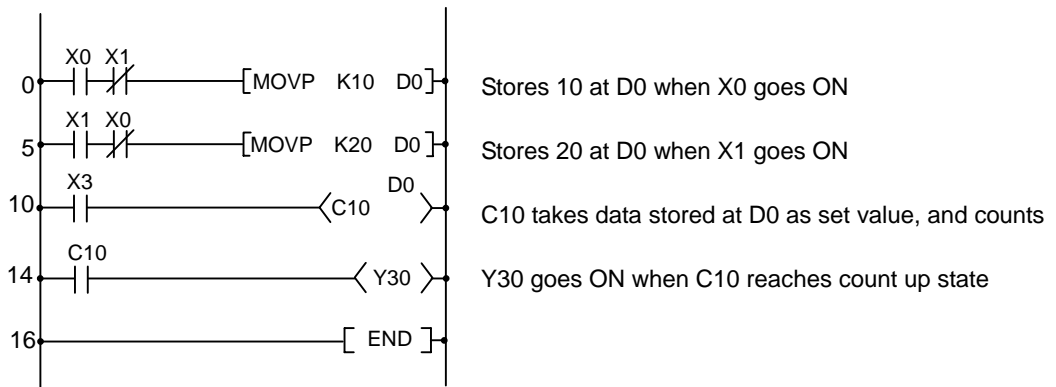 X0 X1
0 MOVP K10 D0 Stores 10 at D0 when X0 goes ON
X1 X0
5 MOVP K20 D0 Stores 20 at D0 when X1 goes ON
X3 D0
10 C10 C10 takes data stored at D0 as set value, and counts
C10
14 Y30 Y30 goes ON when C10 reaches count up state
16 END